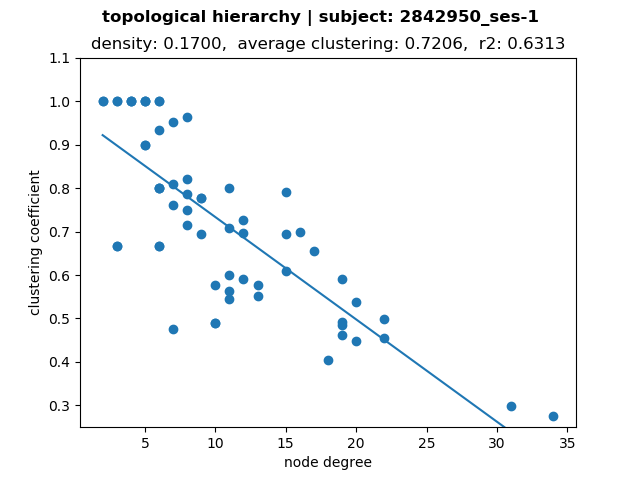 topological hierarchy | subject: 2842950_ses-1
density: 0.1700,  average clustering: 0.7206,  r2: 0.6313
1.1
1.0
0.9
0.8
0.7
0.6
0.5
0.4
0.3
clustering coefficient
5 10 15 20 25 30 35
node degree